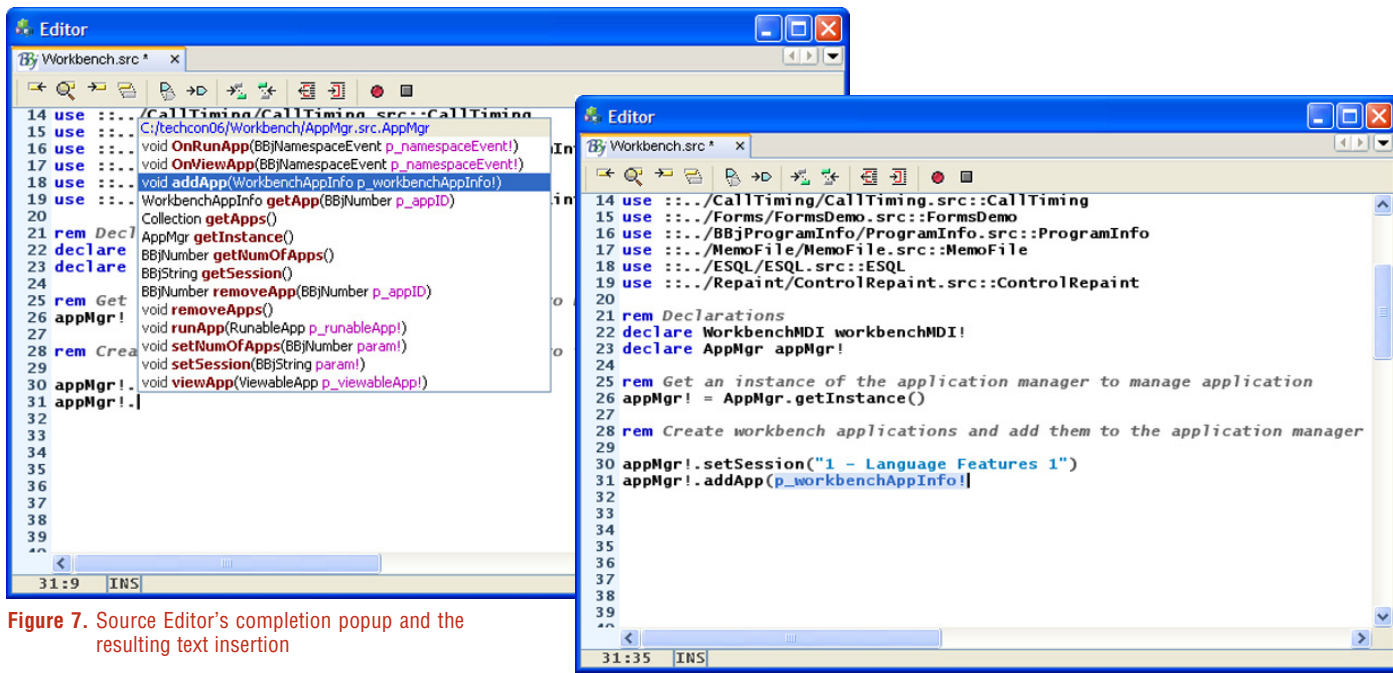 Editor
Workbench.src *
14 use ::../CallTiming/CallTiming.src::CallTiming
15 use ::..
16 use ::..
17 use ::..
18 use ::..
19 use ::..
20
21 rem Decl
22 declare
23 declare
24
25 rem Get
26 appMgr!
27
28 rem Crea
29
30 appMgr!.
31 appMgr!.
32
33
34
35
36
37
38
39
C:/techcon06/Workbench/AppMgr.src.AppMgr
void OnRunApp(BBjNamespaceEvent p_namespaceEvent!)
void OnViewApp(BBjNamespaceEvent p_namespaceEvent!)
void addApp(WorkbenchAppInfo p_workbenchAppInfo!)
WorkbenchAppInfo getApp(BBjNumber p_appID)
Collection getApps()
AppMgr getInstance()
BBjNumber getNumOfApps()
BBjString getSession()
BBjNumber removeApp(BBjNumber p_appID)
void removeApps()
void runApp(RunableApp p_runableApp!)
void setNumOfApps(BBjNumber param!)
void setSession(BBjString param!)
void viewApp(ViewableApp p_viewableApp!)
31:9 INS
Figure 7. Source Editor's completion popup and the
resulting text insertion
Editor
Workbench.src *
14 use ::../CallTiming/CallTiming.src::CallTiming
15 use ::../Forms/FormsDemo.src::FormsDemo
16 use ::../BBjProgramInfo/ProgramInfo.src::ProgramInfo
17 use ::../MemoFile/MemoFile.src::MemoFile
18 use ::../ESQL/ESQL.src::ESQL
19 use ::../Repaint/ControlRepaint.src::ControlRepaint
20
21 rem Declarations
22 declare WorkbenchMDI workbenchMDI!
23 declare AppMgr appMgr!
24
25 rem Get an instance of the application manager to manage application
26 appMgr! = AppMgr.getInstance()
27
28 rem Create workbench applications and add them to the application manager
29
30 appMgr!.setSession("1 - Language Features 1")
31 appMgr!.addApp(p_workbenchAppInfo!
32
33
34
35
36
37
38
39
31:35 INS